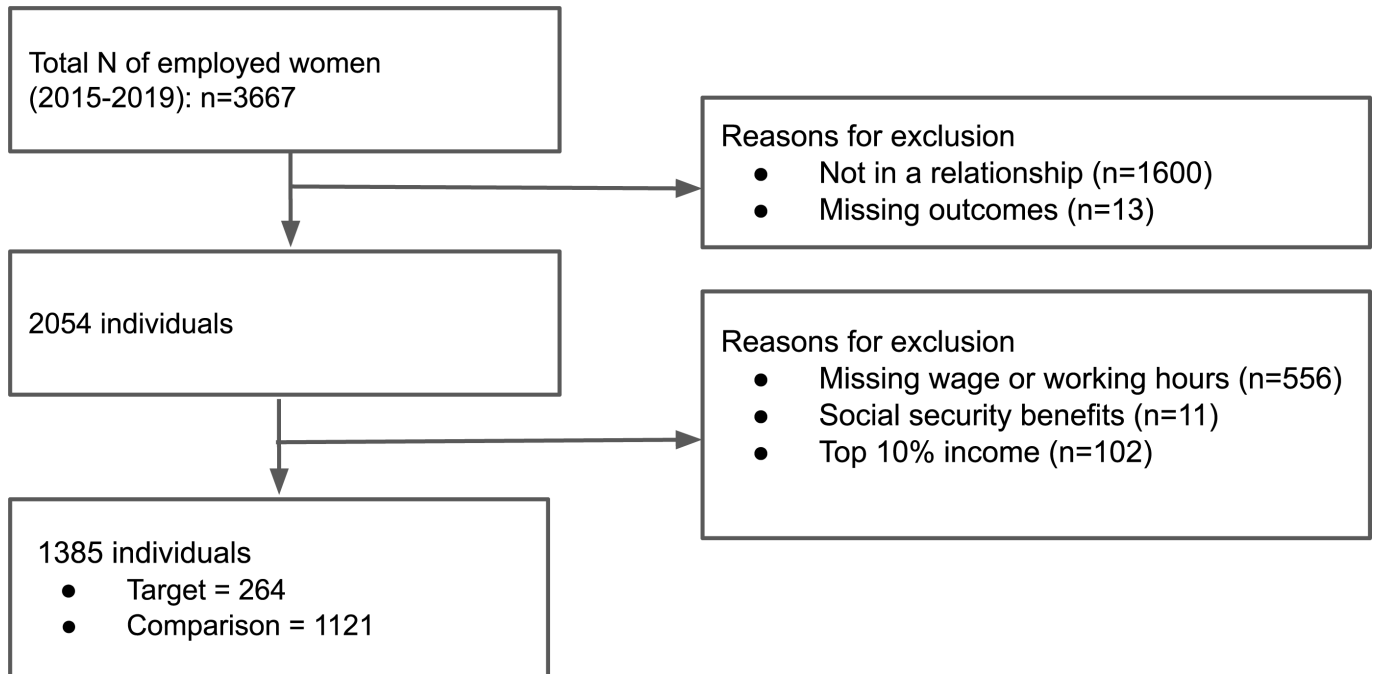 Total N of employed women
(2015-2019): n=3667
Reasons for exclusion
● Not in a relationship (n=1600)
● Missing outcomes (n=13)
2054 individuals
Reasons for exclusion
● Missing wage or working hours (n=556)
● Social security benefits (n=11)
● Top 10% income (n=102)
1385 individuals
● Target = 264
● Comparison = 1121